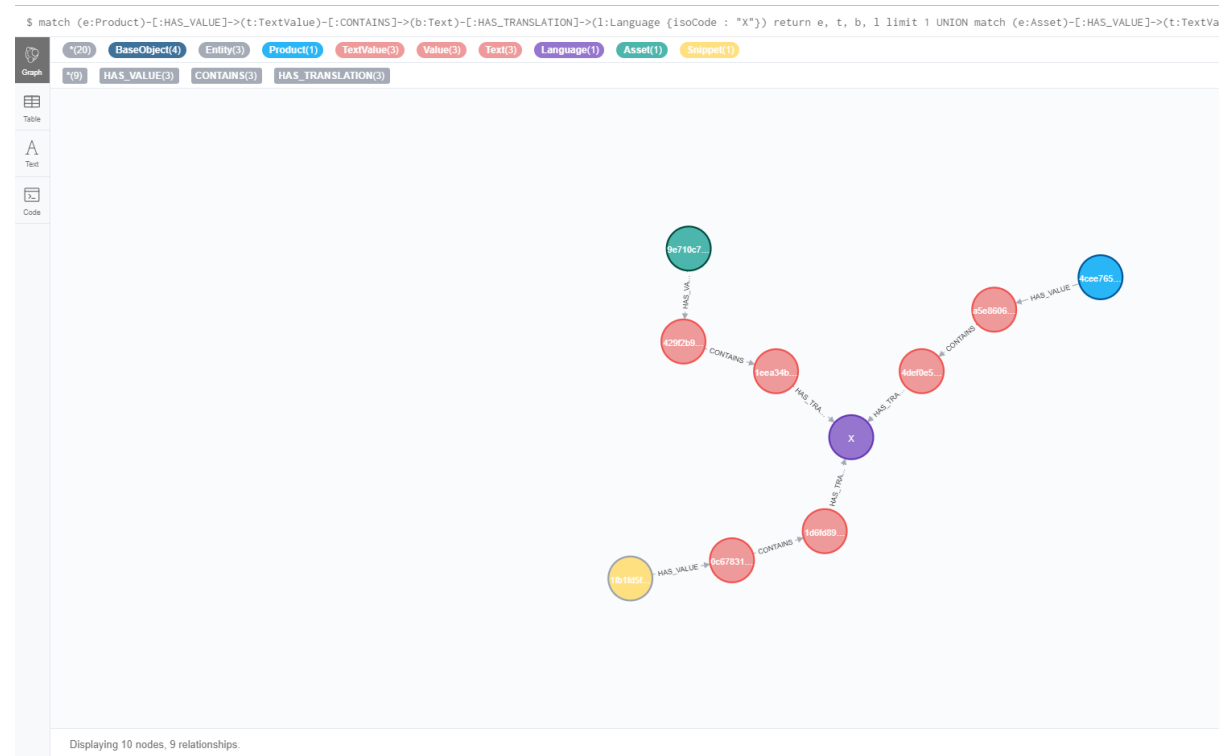 $ match (e:Product)-[:HAS_VALUE]->(t:TextValue)-[:CONTAINS]->(b:Text)-[:HAS_TRANSLATION]->(l:Language {isoCode : "X"}) return e, t, b, l limit 1 UNION match (e:Asset)-[:HAS_VALUE]->(t:TextVa
*(20) BaseObject(4) Entity(3) Product(1) TextValue(3) Value(3) Text(3) Language(1) Asset(1) Snippet(1)
Graph
*(9) HAS_VALUE(3) CONTAINS(3) HAS_TRANSLATION(3)
Table
A
Text
Code
9e710c7...
HAS_VA...
4cee765...
HAS_VALUE
a5e8606...
CONTAINS
429f2b9...
CONTAINS
1eea34b...
4def0e5...
HAS_TRA...
HAS_TRA...
X
HAS_TRA...
1d6fd89...
CONTAINS
0c67831...
HAS_VALUE
Displaying 10 nodes, 9 relationships.